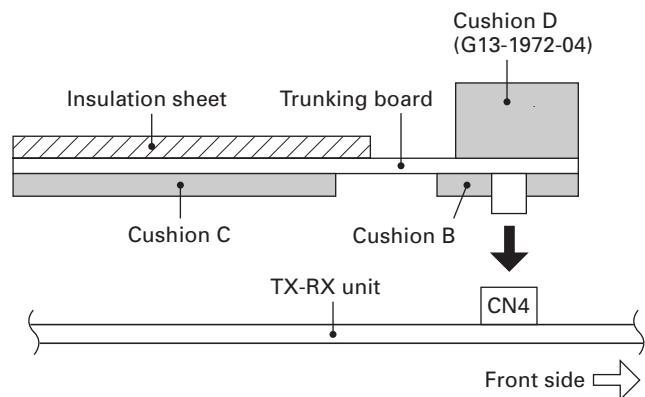 Cushion D
(G13-1972-04)
Insulation sheet
Trunking board
Cushion C
Cushion B
TX-RX unit
CN4
Front side